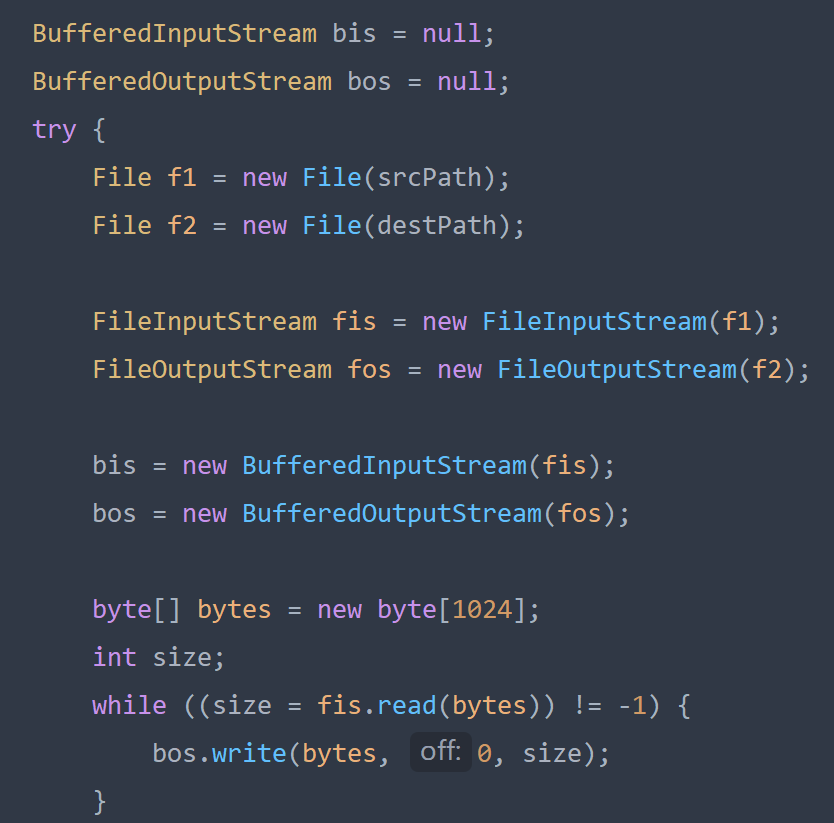 BufferedInputStream bis = null;
BufferedOutputStream bos = null;
try {
    File f1 = new File(srcPath);
    File f2 = new File(destPath);

    FileInputStream fis = new FileInputStream(f1);
    FileOutputStream fos = new FileOutputStream(f2);

    bis = new BufferedInputStream(fis);
    bos = new BufferedOutputStream(fos);

    byte[] bytes = new byte[1024];
    int size;
    while ((size = fis.read(bytes)) != -1) {
        bos.write(bytes, off: 0, size);
    }